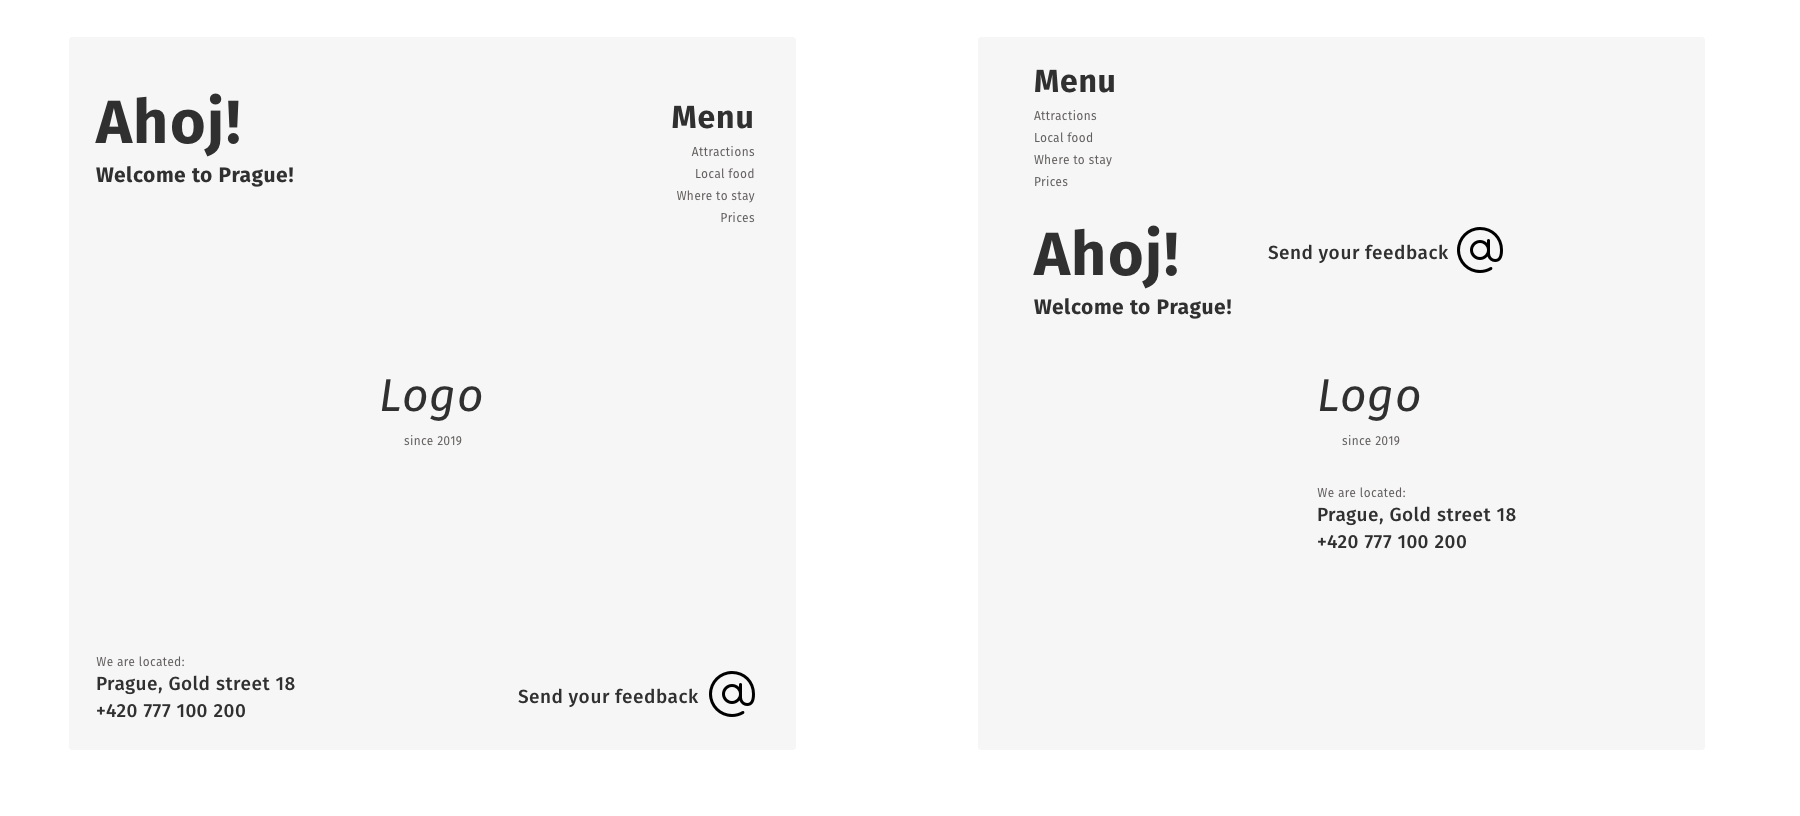 Ahoj!
Welcome to Prague!
Menu
Attractions
Local food
Where to stay
Prices
Logo
since 2019
We are located:
Prague, Gold street 18
+420 777 100 200
Send your feedback @
Menu
Attractions
Local food
Where to stay
Prices
Ahoj!
Welcome to Prague!
Send your feedback @
Logo
since 2019
We are located:
Prague, Gold street 18
+420 777 100 200